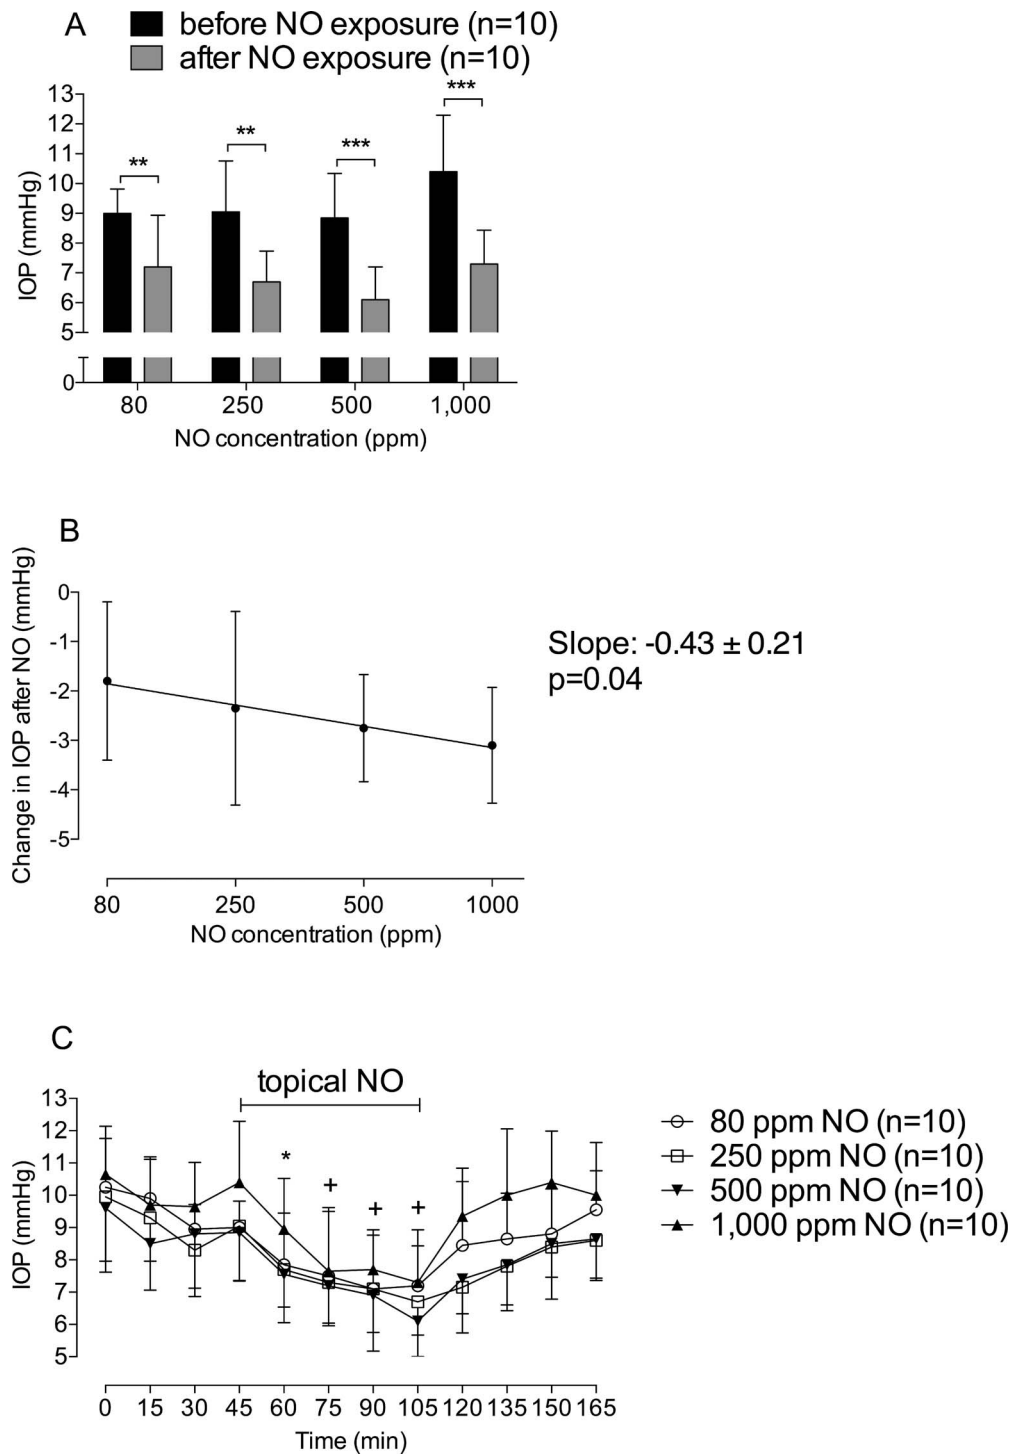 A
before NO exposure (n=10)
after NO exposure (n=10)
13
12
11
10
9
8
7
6
5
0
IOP (mmHg)
**
**
***
***
80 250 500 1,000
NO concentration (ppm)
B
Change in IOP after NO (mmHg)
0
-1
-2
-3
-4
-5
Slope: -0.43 ± 0.21
p=0.04
80 250 500 1000
NO concentration (ppm)
C
topical NO
13
12
11
10
9
8
7
6
5
IOP (mmHg)
* + + +
80 ppm NO (n=10)
250 ppm NO (n=10)
500 ppm NO (n=10)
1,000 ppm NO (n=10)
0 15 30 45 60 75 90 105 120 135 150 165
Time (min)